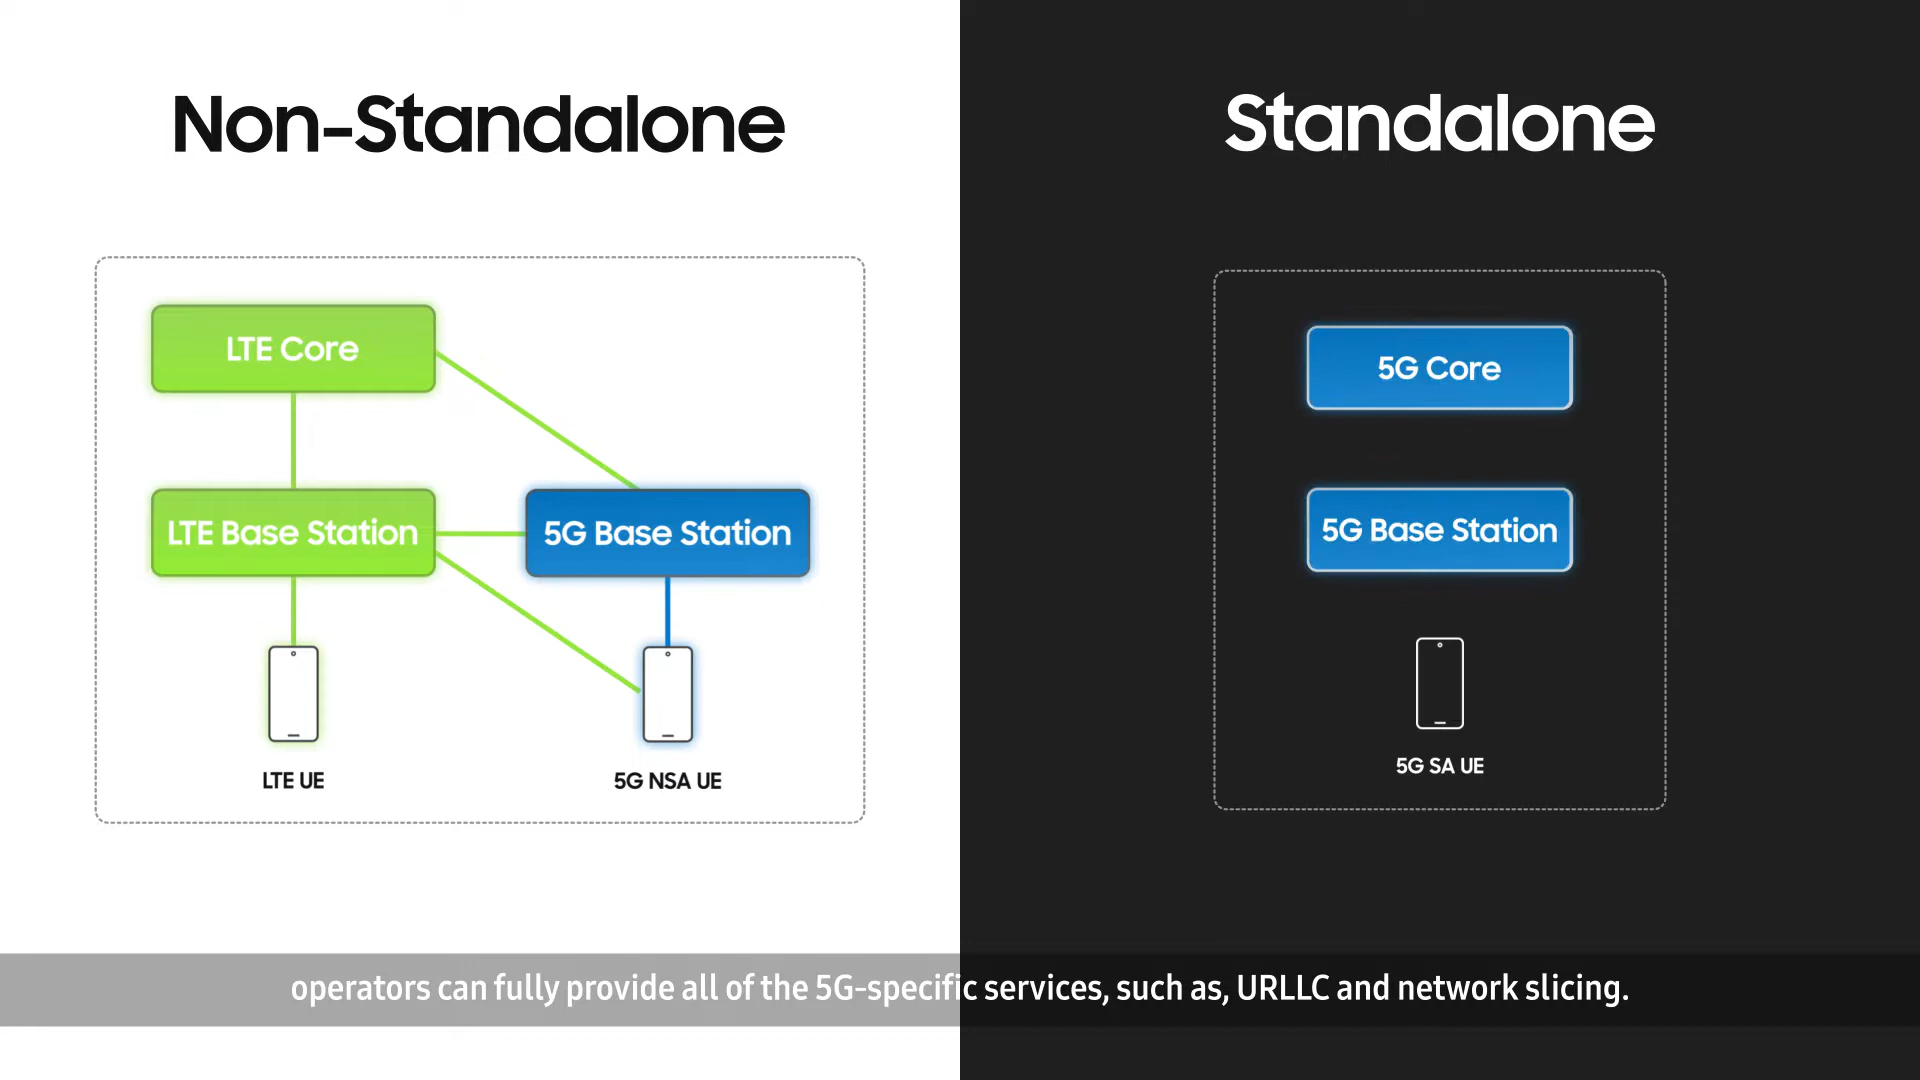 Non-Standalone
LTE Core
LTE Base Station
5G Base Station
LTE UE
5G NSA UE
Standalone
5G Core
5G Base Station
5G SA UE
operators can fully provide all of the 5G-specific services, such as, URLLC and network slicing.